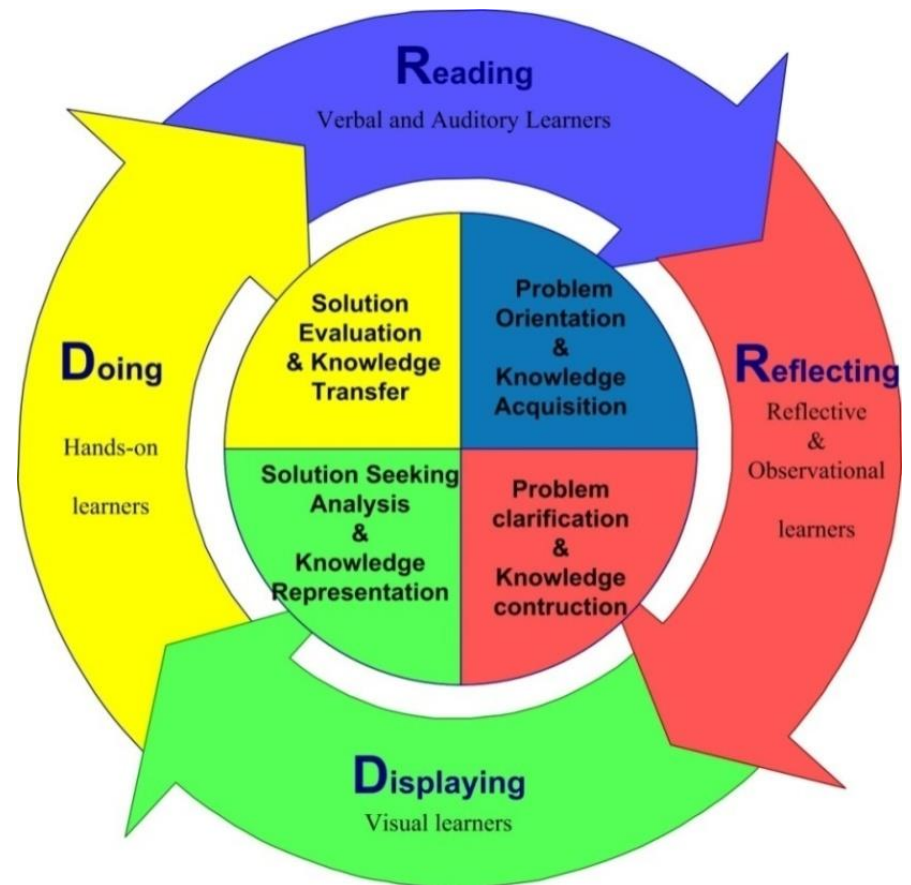 Reading
Verbal and Auditory Learners
Reflecting
Reflective
&
Observational
learners
Displaying
Visual learners
Doing
Hands-on
learners
Problem
Orientation
&
Knowledge
Acquisition
Problem
clarification
&
Knowledge
contruction
Solution Seeking
Analysis
&
Knowledge
Representation
Solution
Evaluation
& Knowledge
Transfer